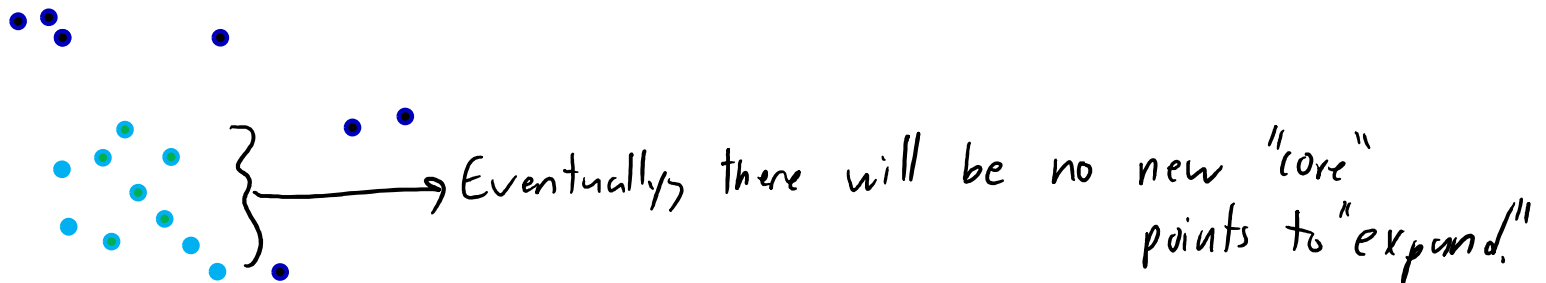 Eventually, there will be no new "core"
points to "expand."